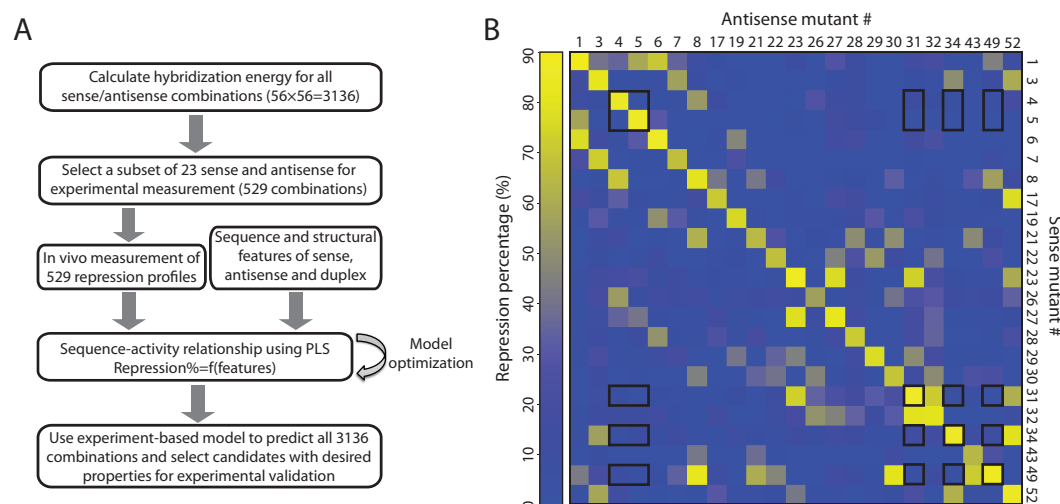 A
Calculate hybridization energy for all
sense/antisense combinations (56×56=3136)
Select a subset of 23 sense and antisense for
experimental measurement (529 combinations)
In vivo measurement of
529 repression profiles
Sequence and structural
features of sense,
antisense and duplex
Sequence-activity relationship using PLS
Repression%=f(features)
Model
optimization
Use experiment-based model to predict all 3136
combinations and select candidates with desired
properties for experimental validation
B
Antisense mutant #
1 3 4 5 6 7 8 17 19 21 22 23 26 27 28 29 30 31 32 34 43 49 52
Repression percentage (%)
90
80
70
60
50
40
30
20
10
0
Sense mutant #
1
3
4
5
6
7
8
17
19
21
22
23
26
27
28
29
30
31
32
34
43
49
52